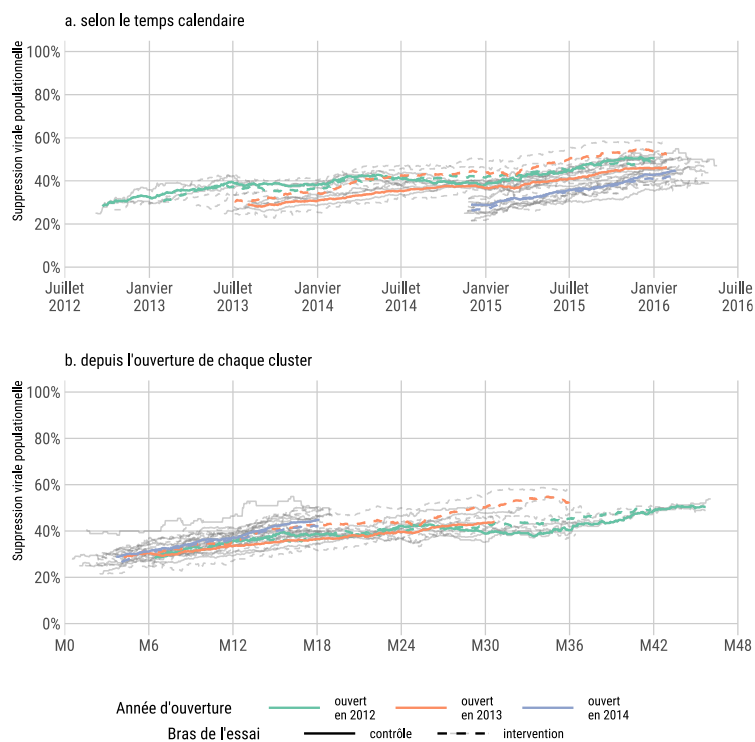 a. selon le temps calendaire
Suppression virale populationnelle
100%
80%
60%
40%
20%
0%
Juillet
2012
Janvier
2013
Juillet
2013
Janvier
2014
Juillet
2014
Janvier
2015
Juillet
2015
Janvier
2016
Juille
2016
b. depuis l'ouverture de chaque cluster
Suppression virale populationnelle
100%
80%
60%
40%
20%
0%
M0
M6
M12
M18
M24
M30
M36
M42
M48
Année d'ouverture
ouvert
en 2012
ouvert
en 2013
ouvert
en 2014
Bras de l'essai
contrôle
intervention